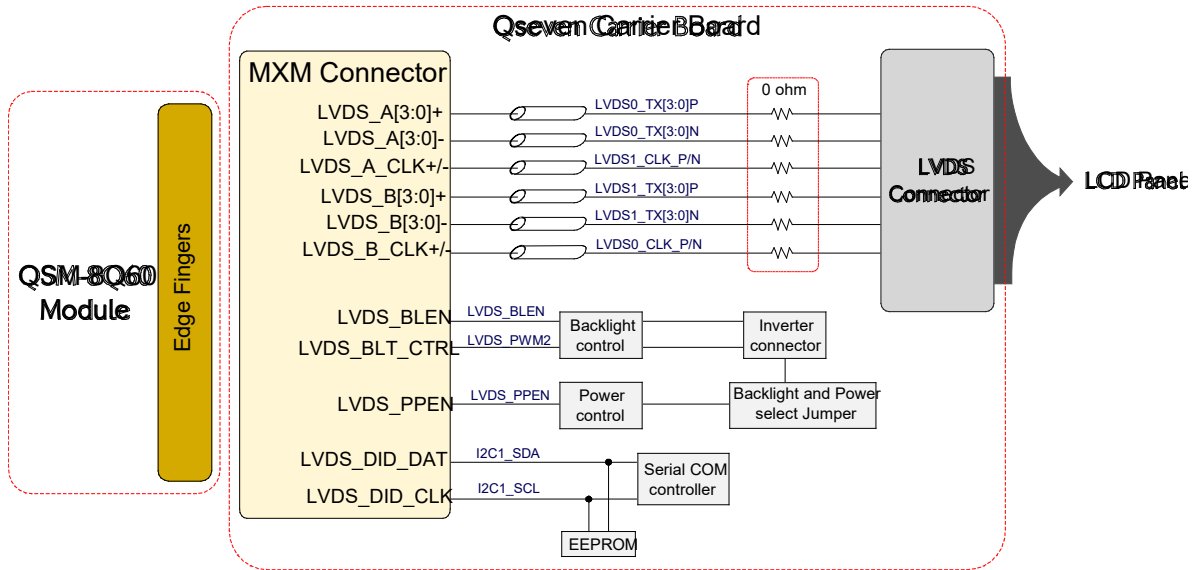 Qseven Carrier Board
MXM Connector
0 ohm
LVDS_A[3:0]+
LVDS0_TX[3:0]P
LVDS_A[3:0]-
LVDS0_TX[3:0]N
LVDS_A_CLK+/-
LVDS1_CLK_P/N
LVDS_B[3:0]+
LVDS1_TX[3:0]P
LVDS_B[3:0]-
LVDS1_TX[3:0]N
LVDS_B_CLK+/-
LVDS0_CLK_P/N
LVDS
Connector
LCD Panel
QSM-8Q60
Module
Edge Fingers
LVDS_BLEN
LVDS_BLEN
LVDS_BLT_CTRL
LVDS_PWM2
Backlight
control
Inverter
connector
LVDS_PPEN
LVDS_PPEN
Power
control
Backlight and Power
select Jumper
LVDS_DID_DAT
I2C1_SDA
LVDS_DID_CLK
I2C1_SCL
Serial COM
controller
EEPROM